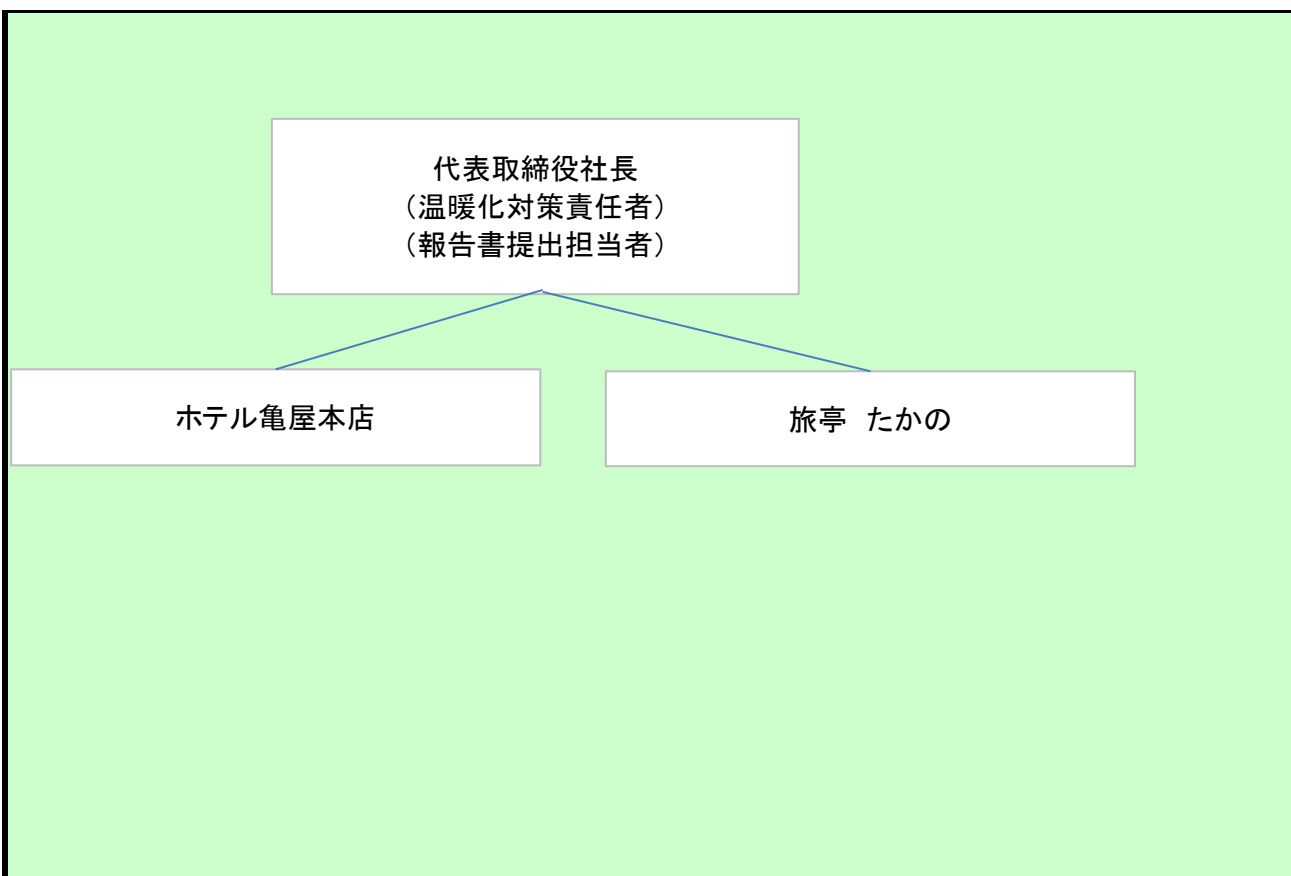 代表取締役社長
（温暖化対策責任者）
（報告書提出担当者）
ホテル亀屋本店
旅亭　たかの